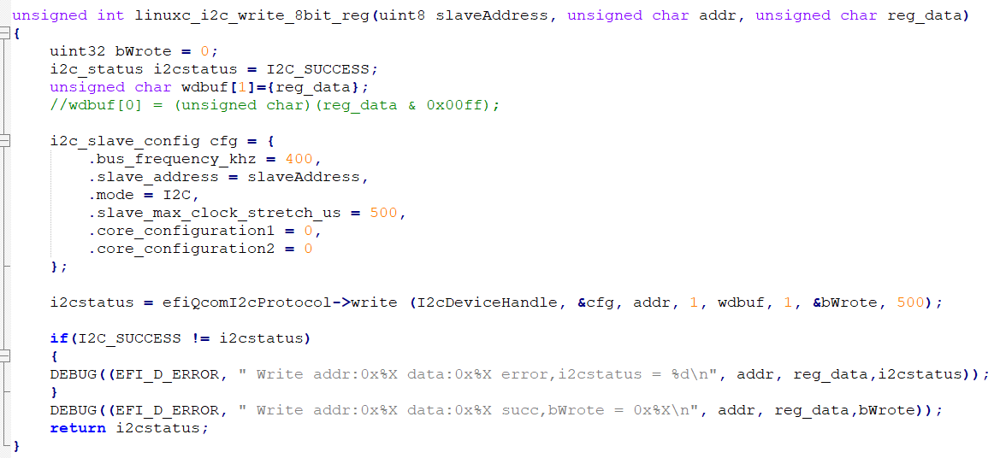 unsigned int linuxc_i2c_write_8bit_reg(uint8 slaveAddress, unsigned char addr, unsigned char reg_data)
{
    uint32 bWrote = 0;
    i2c_status i2cstatus = I2C_SUCCESS;
    unsigned char wdbuf[1]={reg_data};
    //wdbuf[0] = (unsigned char)(reg_data & 0x00ff);

    i2c_slave_config cfg = {
        .bus_frequency_khz = 400,
        .slave_address = slaveAddress,
        .mode = I2C,
        .slave_max_clock_stretch_us = 500,
        .core_configuration1 = 0,
        .core_configuration2 = 0
    };

    i2cstatus = efiQcomI2cProtocol->write (I2cDeviceHandle, &cfg, addr, 1, wdbuf, 1, &bWrote, 500);

    if(I2C_SUCCESS != i2cstatus)
    {
    DEBUG((EFI_D_ERROR, " Write addr:0x%X data:0x%X error,i2cstatus = %d\n", addr, reg_data,i2cstatus));
    }
    DEBUG((EFI_D_ERROR, " Write addr:0x%X data:0x%X succ,bWrote = 0x%X\n", addr, reg_data,bWrote));
    return i2cstatus;
}